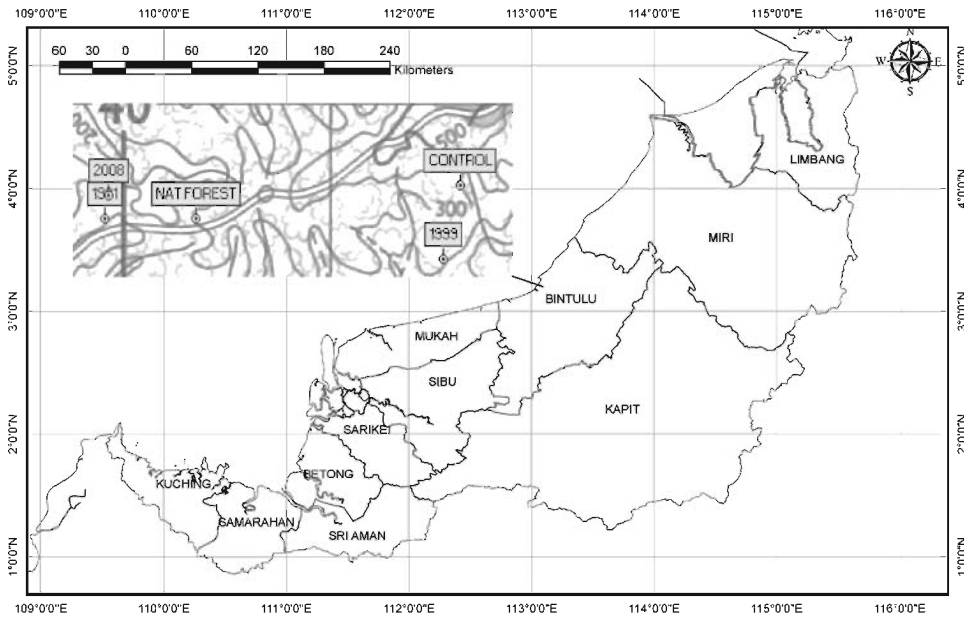 109°0'0"E 110°0'0"E 111°0'0"E 112°0'0"E 113°0'0"E 114°0'0"E 115°0'0"E 116°0'0"E
60 30 0 60 120 180 240
Kilometers
N
W E
S
5°0'0"N 5°0'0"N
40
20
500
CONTROL
2008
NAT FOREST
300
1999
LIMBANG
4°0'0"N 4°0'0"N
MIRI
BINTULU
3°0'0"N 3°0'0"N
MUKAH
SIBU
KAPIT
SARIKEI
2°0'0"N 2°0'0"N
BETONG
KUCHING
SAMARAHAN
SRI AMAN
1°0'0"N 1°0'0"N
109°0'0"E 110°0'0"E 111°0'0"E 112°0'0"E 113°0'0"E 114°0'0"E 115°0'0"E 116°0'0"E